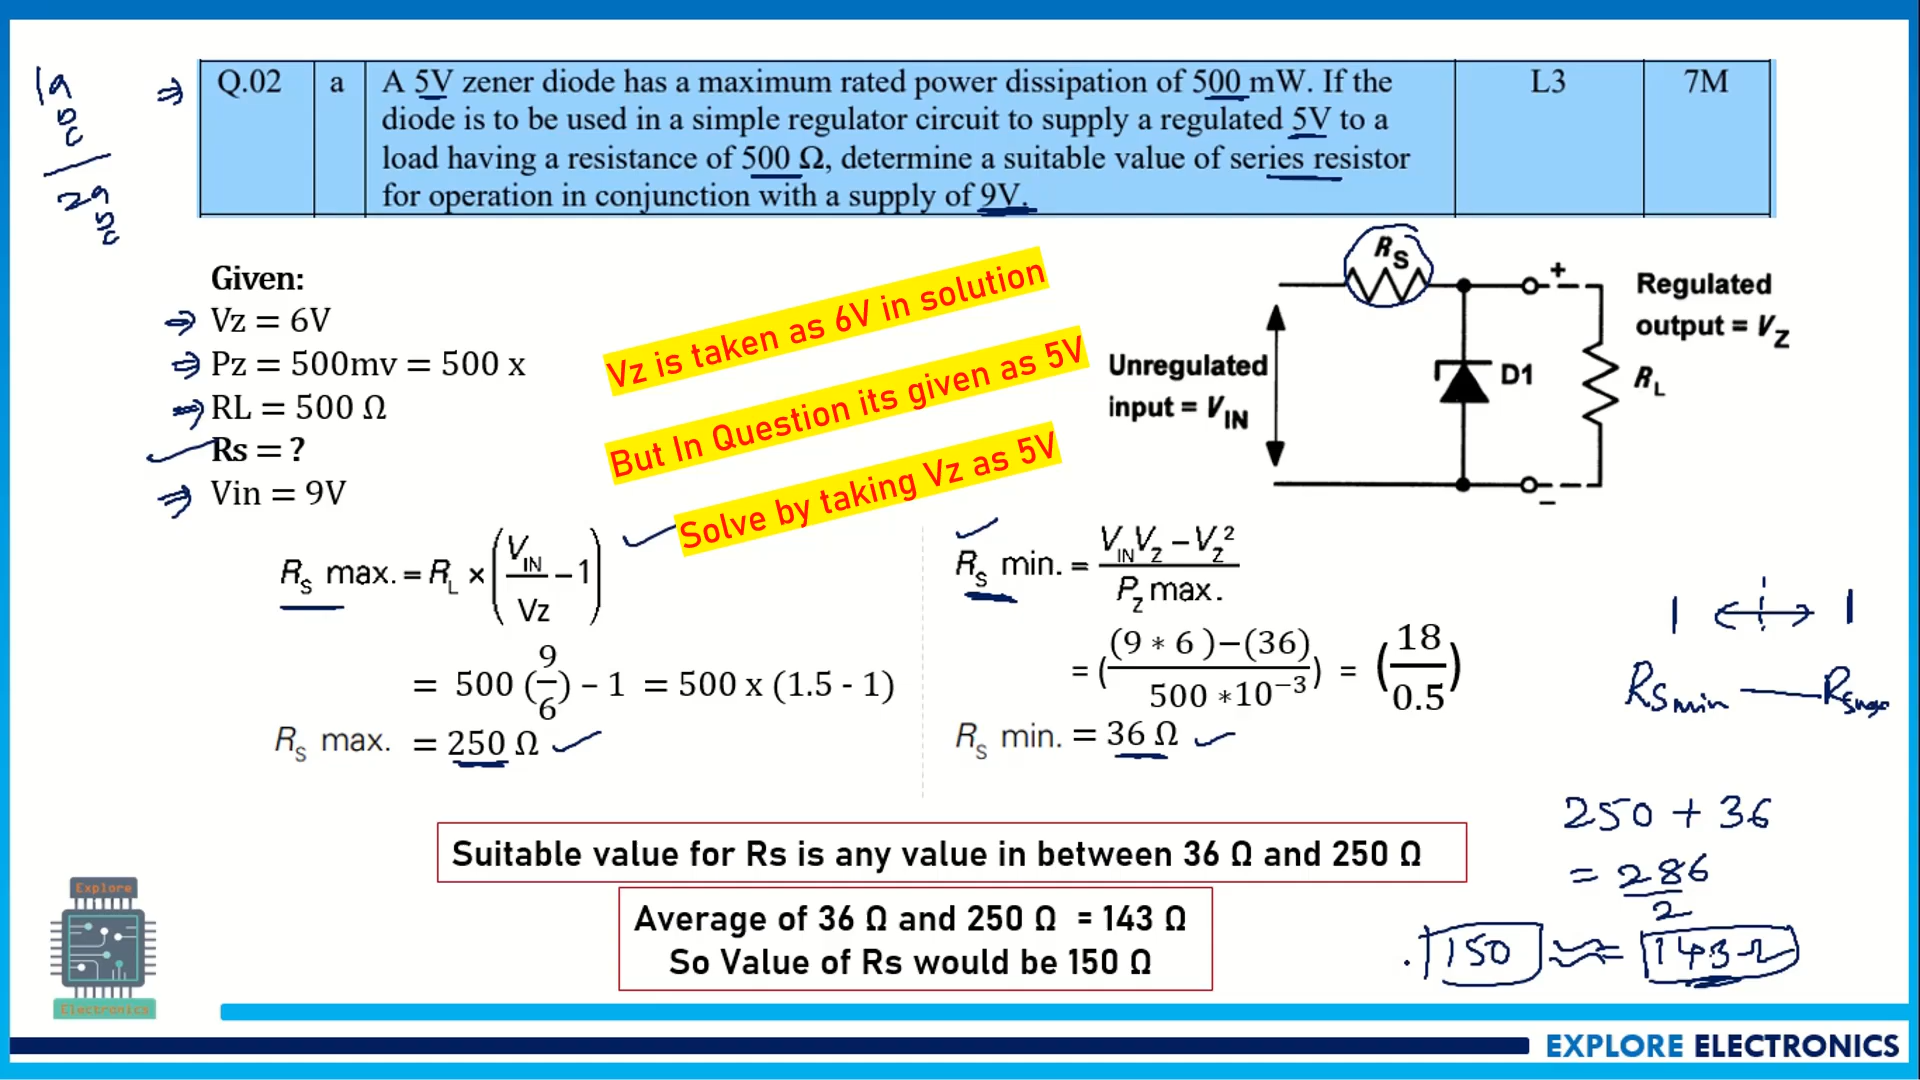 1a
50C
2a
50C
Q.02 a A 5V zener diode has a maximum rated power dissipation of 500 mW. If the L3 7M
diode is to be used in a simple regulator circuit to supply a regulated 5V to a
load having a resistance of 500 Ω, determine a suitable value of series resistor
for operation in conjunction with a supply of 9V.
Given:
Vz = 6V
Pz = 500mv = 500 x
RL = 500 Ω
Rs = ?
Vin = 9V
Vz is taken as 6V in solution
But In Question its given as 5V
Solve by taking Vz as 5V
RS
+
Regulated
output = VZ
Unregulated
input = VIN
D1
RL
−
RS max. = RL × (VIN/Vz − 1)
= 500 (9/6) − 1 = 500 x (1.5 - 1)
RS max. = 250 Ω
RS min. = (VIN VZ − VZ²)/PZ max.
= ((9 ∗ 6 )−(36)/500 ∗10⁻³) = (18/0.5)
RS min. = 36 Ω
RSmin — RSmax
250 + 36
= 286/2
150 ≈ 143Ω
Suitable value for Rs is any value in between 36 Ω and 250 Ω
Average of 36 Ω and 250 Ω = 143 Ω
So Value of Rs would be 150 Ω
Explore
Electronics
EXPLORE ELECTRONICS